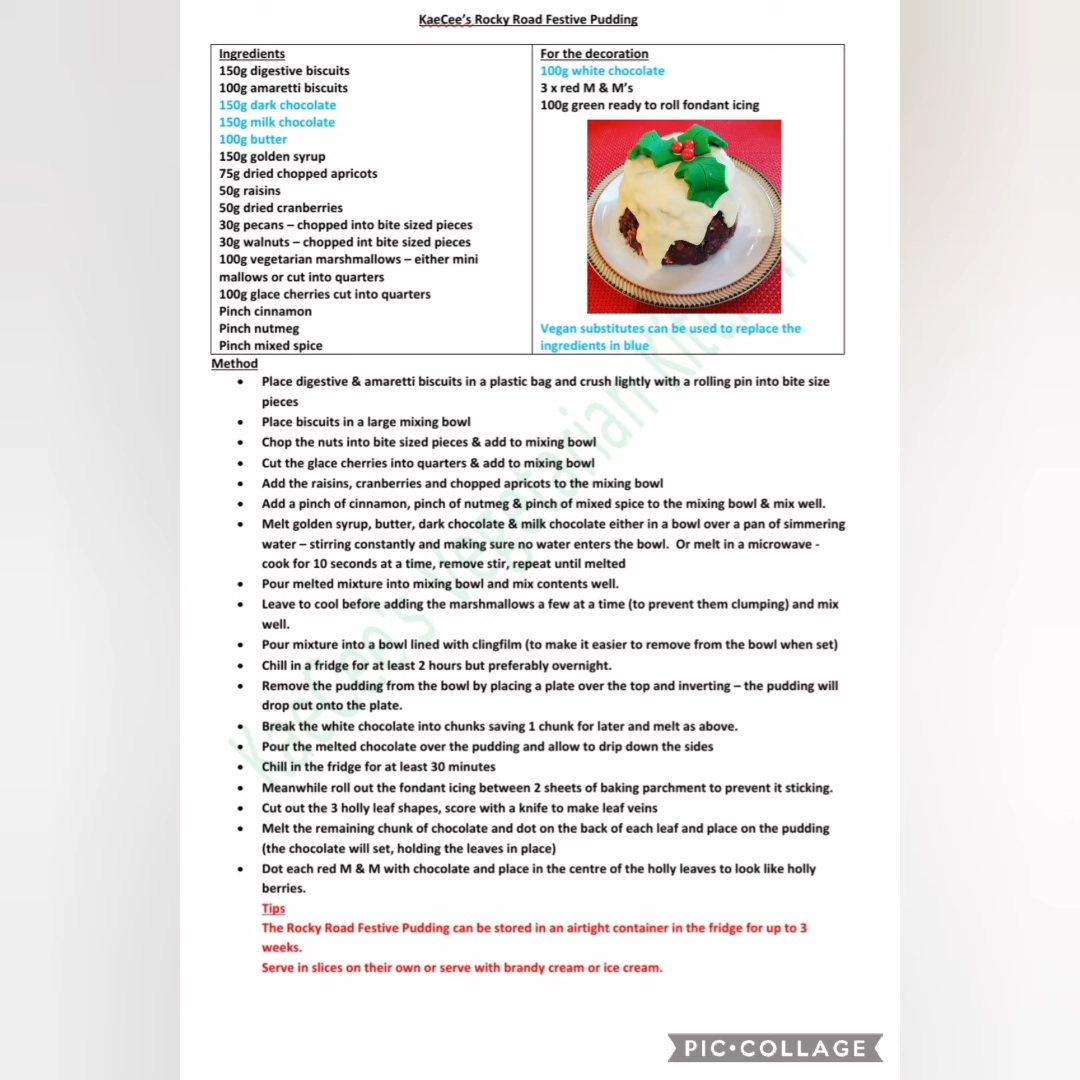 KaeCee's Rocky Road Festive Pudding
Ingredients
150g digestive biscuits
100g amaretti biscuits
150g dark chocolate
150g milk chocolate
100g butter
150g golden syrup
75g dried chopped apricots
50g raisins
50g dried cranberries
30g pecans – chopped into bite sized pieces
30g walnuts – chopped int bite sized pieces
100g vegetarian marshmallows – either mini
mallows or cut into quarters
100g glace cherries cut into quarters
Pinch cinnamon
Pinch nutmeg
Pinch mixed spice
For the decoration
100g white chocolate
3 x red M & M's
100g green ready to roll fondant icing
Vegan substitutes can be used to replace the
ingredients in blue
Method
• Place digestive & amaretti biscuits in a plastic bag and crush lightly with a rolling pin into bite size
pieces
• Place biscuits in a large mixing bowl
• Chop the nuts into bite sized pieces & add to mixing bowl
• Cut the glace cherries into quarters & add to mixing bowl
• Add the raisins, cranberries and chopped apricots to the mixing bowl
• Add a pinch of cinnamon, pinch of nutmeg & pinch of mixed spice to the mixing bowl & mix well.
• Melt golden syrup, butter, dark chocolate & milk chocolate either in a bowl over a pan of simmering
water – stirring constantly and making sure no water enters the bowl. Or melt in a microwave -
cook for 10 seconds at a time, remove stir, repeat until melted
• Pour melted mixture into mixing bowl and mix contents well.
• Leave to cool before adding the marshmallows a few at a time (to prevent them clumping) and mix
well.
• Pour mixture into a bowl lined with clingfilm (to make it easier to remove from the bowl when set)
• Chill in a fridge for at least 2 hours but preferably overnight.
• Remove the pudding from the bowl by placing a plate over the top and inverting – the pudding will
drop out onto the plate.
• Break the white chocolate into chunks saving 1 chunk for later and melt as above.
• Pour the melted chocolate over the pudding and allow to drip down the sides
• Chill in the fridge for at least 30 minutes
• Meanwhile roll out the fondant icing between 2 sheets of baking parchment to prevent it sticking.
• Cut out the 3 holly leaf shapes, score with a knife to make leaf veins
• Melt the remaining chunk of chocolate and dot on the back of each leaf and place on the pudding
(the chocolate will set, holding the leaves in place)
• Dot each red M & M with chocolate and place in the centre of the holly leaves to look like holly
berries.
Tips
The Rocky Road Festive Pudding can be stored in an airtight container in the fridge for up to 3
weeks.
Serve in slices on their own or serve with brandy cream or ice cream.
KaeCee's Vegetarian Kitchen
PIC•COLLAGE